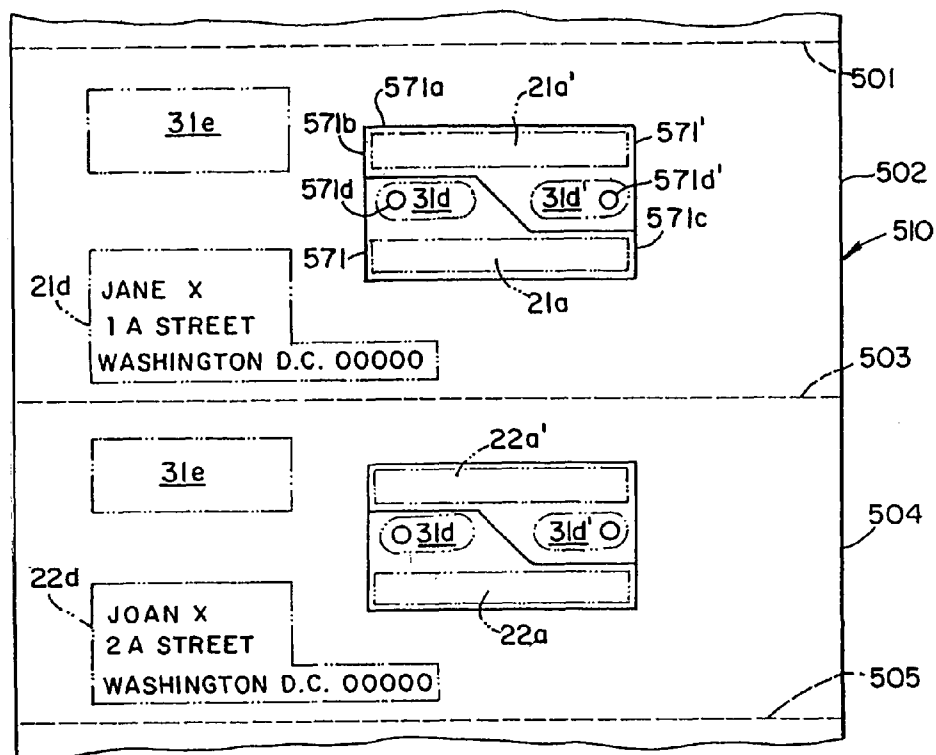 501
571a
21a'
31e
571b
571'
571d
31d
31d'
571d'
502
510
571
571c
21d
JANE X
1 A STREET
WASHINGTON D.C. 00000
21a
503
22a'
31e
31d
31d'
504
22d
JOAN X
2 A STREET
WASHINGTON D.C. 00000
22a
505